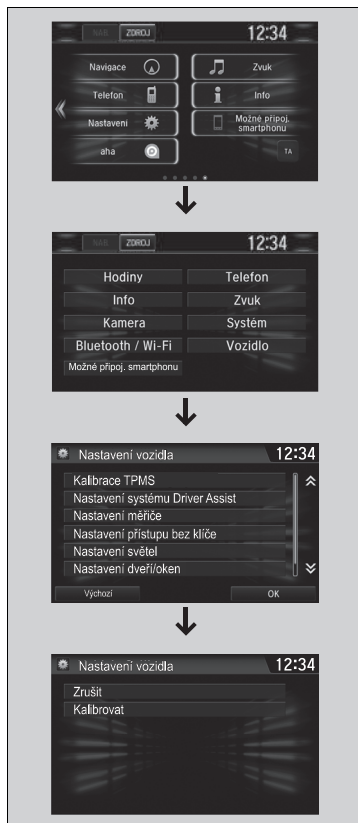 NAB. ZDROJ 12:34
Navigace Zvuk
Telefon Info
Nastavení Možné připoj. smartphonu
aha TA
NAB. ZDROJ 12:34
Hodiny Telefon
Info Zvuk
Kamera Systém
Bluetooth / Wi-Fi Vozidlo
Možné připoj. smartphonu
Nastavení vozidla 12:34
Kalibrace TPMS
Nastavení systému Driver Assist
Nastavení měřiče
Nastavení přístupu bez klíče
Nastavení světel
Nastavení dveří/oken
Výchozí OK
Nastavení vozidla 12:34
Zrušit
Kalibrovat